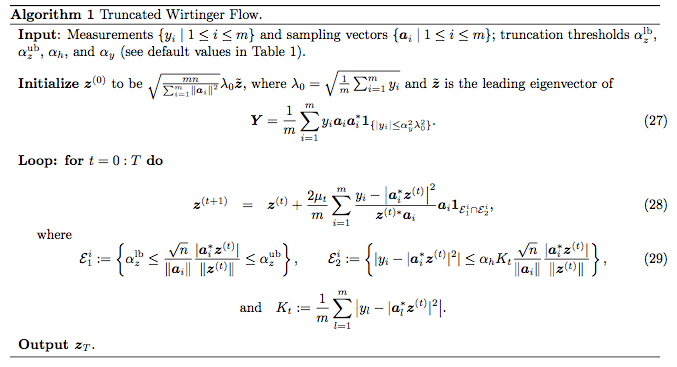 Algorithm 1 Truncated Wirtinger Flow.
Input: Measurements {y_i | 1 ≤ i ≤ m} and sampling vectors {a_i | 1 ≤ i ≤ m}; truncation thresholds α_z^lb,
α_z^ub, α_h, and α_y (see default values in Table 1).
Initialize z^(0) to be √(mn / ∑_{i=1}^m ‖a_i‖²) λ_0 z̃, where λ_0 = √(1/m ∑_{i=1}^m y_i) and z̃ is the leading eigenvector of
Y = 1/m ∑_{i=1}^m y_i a_i a_i^* 1_{{|y_i| ≤ α_y² λ_0²}}. (27)
Loop: for t = 0 : T do
z^(t+1) = z^(t) + 2μ_t/m ∑_{i=1}^m (y_i − |a_i^* z^(t)|²) / (z^(t)* a_i) a_i 1_{ℰ_1^i ∩ ℰ_2^i}, (28)
where
ℰ_1^i := { α_z^lb ≤ √n/‖a_i‖ |a_i^* z^(t)|/‖z^(t)‖ ≤ α_z^ub }, ℰ_2^i := { |y_i − |a_i^* z^(t)|²| ≤ α_h K_t √n/‖a_i‖ |a_i^* z^(t)|/‖z^(t)‖ }, (29)
and K_t := 1/m ∑_{l=1}^m |y_l − |a_l^* z^(t)|²|.
Output z_T.